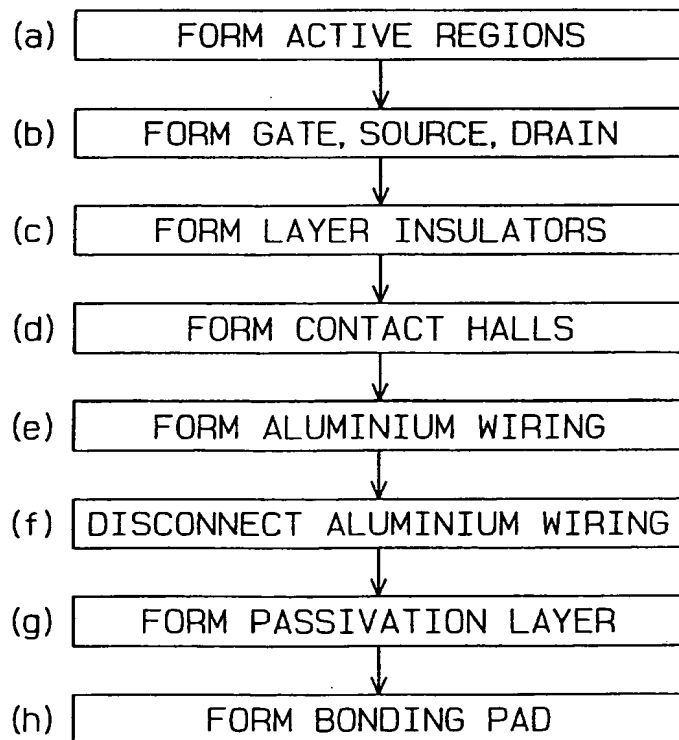 (a) FORM ACTIVE REGIONS
(b) FORM GATE, SOURCE, DRAIN
(c) FORM LAYER INSULATORS
(d) FORM CONTACT HALLS
(e) FORM ALUMINIUM WIRING
(f) DISCONNECT ALUMINIUM WIRING
(g) FORM PASSIVATION LAYER
(h) FORM BONDING PAD